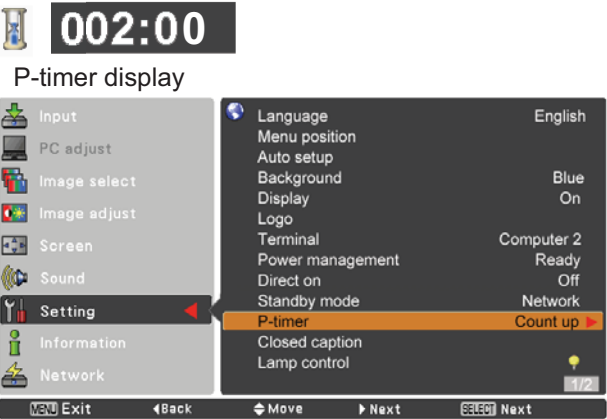 002:00
P-timer display
Input
PC adjust
Image select
Image adjust
Screen
Sound
Setting
Information
Network
Language English
Menu position
Auto setup
Background Blue
Display On
Logo
Terminal Computer 2
Power management Ready
Direct on Off
Standby mode Network
P-timer Count up
Closed caption
Lamp control
1/2
MENU Exit Back Move Next SELECT Next